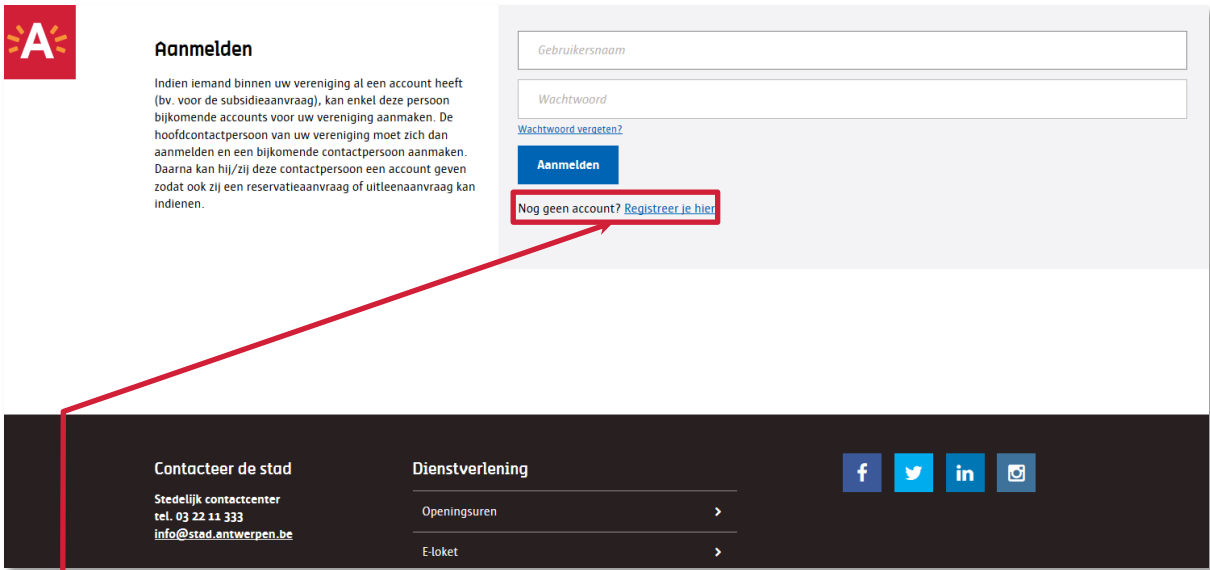 A
Aanmelden
Indien iemand binnen uw vereniging al een account heeft
(bv. voor de subsidieaanvraag), kan enkel deze persoon
bijkomende accounts voor uw vereniging aanmaken. De
hoofdcontactpersoon van uw vereniging moet zich dan
aanmelden en een bijkomende contactpersoon aanmaken.
Daarna kan hij/zij deze contactpersoon een account geven
zodat ook zij een reservatieaanvraag of uitleenaanvraag kan
indienen.
Gebruikersnaam
Wachtwoord
Wachtwoord vergeten?
Aanmelden
Nog geen account? Registreer je hier
Contacteer de stad
Stedelijk contactcenter
tel. 03 22 11 333
info@stad.antwerpen.be
Dienstverlening
Openingsuren
E-loket
f
in